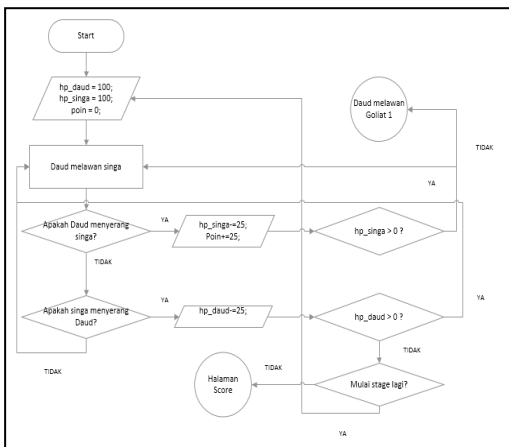 Start
hp_daud = 100;
hp_singa = 100;
poin = 0;
Daud melawan
Goliat 1
TIDAK
Daud melawan singa
YA
Apakah Daud menyerang
singa?
YA
hp_singa-=25;
Poin+=25;
hp_singa > 0 ?
TIDAK
Apakah singa menyerang
Daud?
YA
hp_daud-=25;
hp_daud > 0 ?
YA
TIDAK
TIDAK
Halaman
Score
TIDAK
Mulai stage lagi?
YA